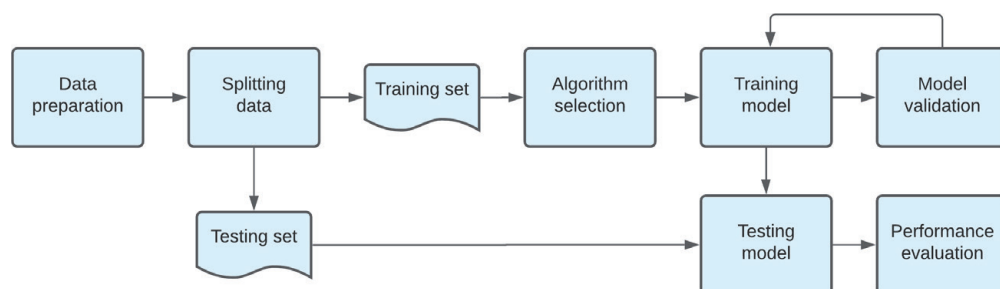 Data
preparation
Splitting
data
Training set
Algorithm
selection
Training
model
Model
validation
Testing set
Testing
model
Performance
evaluation